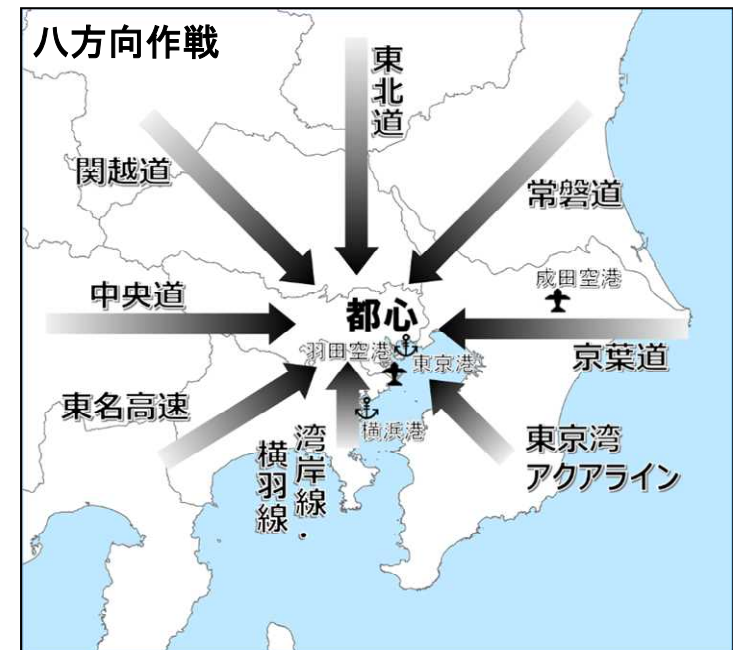 八方向作戦
東北道
関越道
常磐道
成田空港
中央道
都心
羽田空港
東京港
京葉道
東名高速
横浜港
湾岸線・
横羽線
東京湾
アクアライン